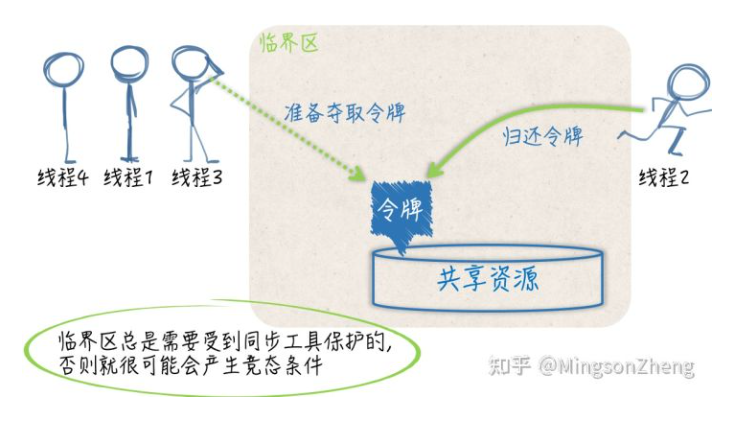 临界区
准备夺取令牌
归还令牌
线程4
线程1
线程3
线程2
令牌
共享资源
临界区总是需要受到同步工具保护的,
否则就很可能会产生竞态条件
知乎 @MingsonZheng